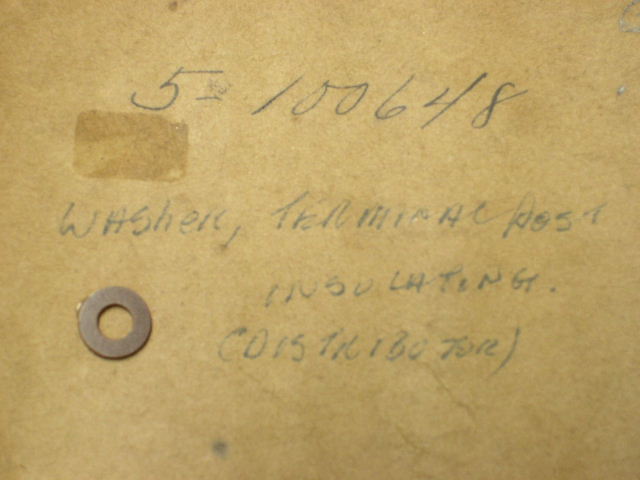 5- 100648
WASHER, TERMINAL POST
INSULATING.
(DISTRIBUTOR)